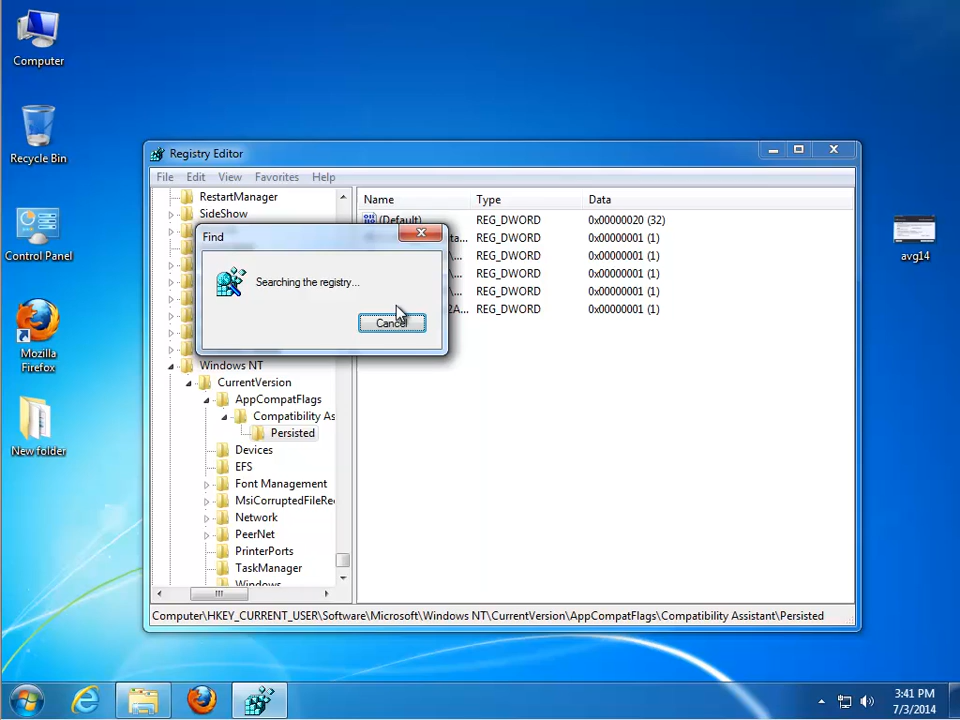 Computer
Recycle Bin
Control Panel
Mozilla
Firefox
New folder
avg14
Registry Editor
File Edit View Favorites Help
RestartManager
SideShow
Name Type Data
(Default) REG_DWORD 0x00000020 (32)
REG_DWORD 0x00000001 (1)
REG_DWORD 0x00000001 (1)
REG_DWORD 0x00000001 (1)
REG_DWORD 0x00000001 (1)
REG_DWORD 0x00000001 (1)
Find
Searching the registry...
Cancel
Windows NT
CurrentVersion
AppCompatFlags
Compatibility As
Persisted
Devices
EFS
Font Management
MsiCorruptedFileRe
Network
PeerNet
PrinterPorts
TaskManager
Windows
Computer\HKEY_CURRENT_USER\Software\Microsoft\Windows NT\CurrentVersion\AppCompatFlags\Compatibility Assistant\Persisted
3:41 PM
7/3/2014